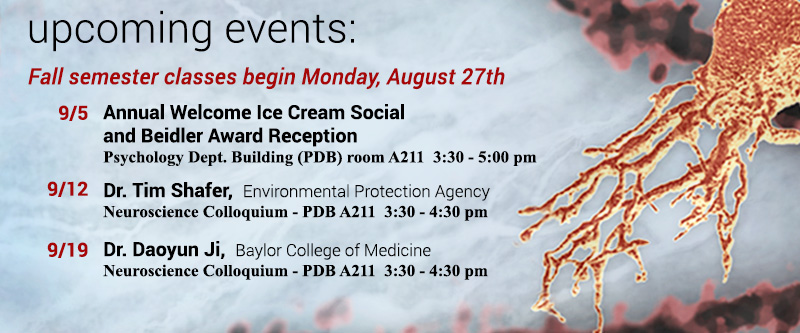 upcoming events:
Fall semester classes begin Monday, August 27th
9/5 Annual Welcome Ice Cream Social
and Beidler Award Reception
Psychology Dept. Building (PDB) room A211 3:30 - 5:00 pm
9/12 Dr. Tim Shafer, Environmental Protection Agency
Neuroscience Colloquium - PDB A211 3:30 - 4:30 pm
9/19 Dr. Daoyun Ji, Baylor College of Medicine
Neuroscience Colloquium - PDB A211 3:30 - 4:30 pm